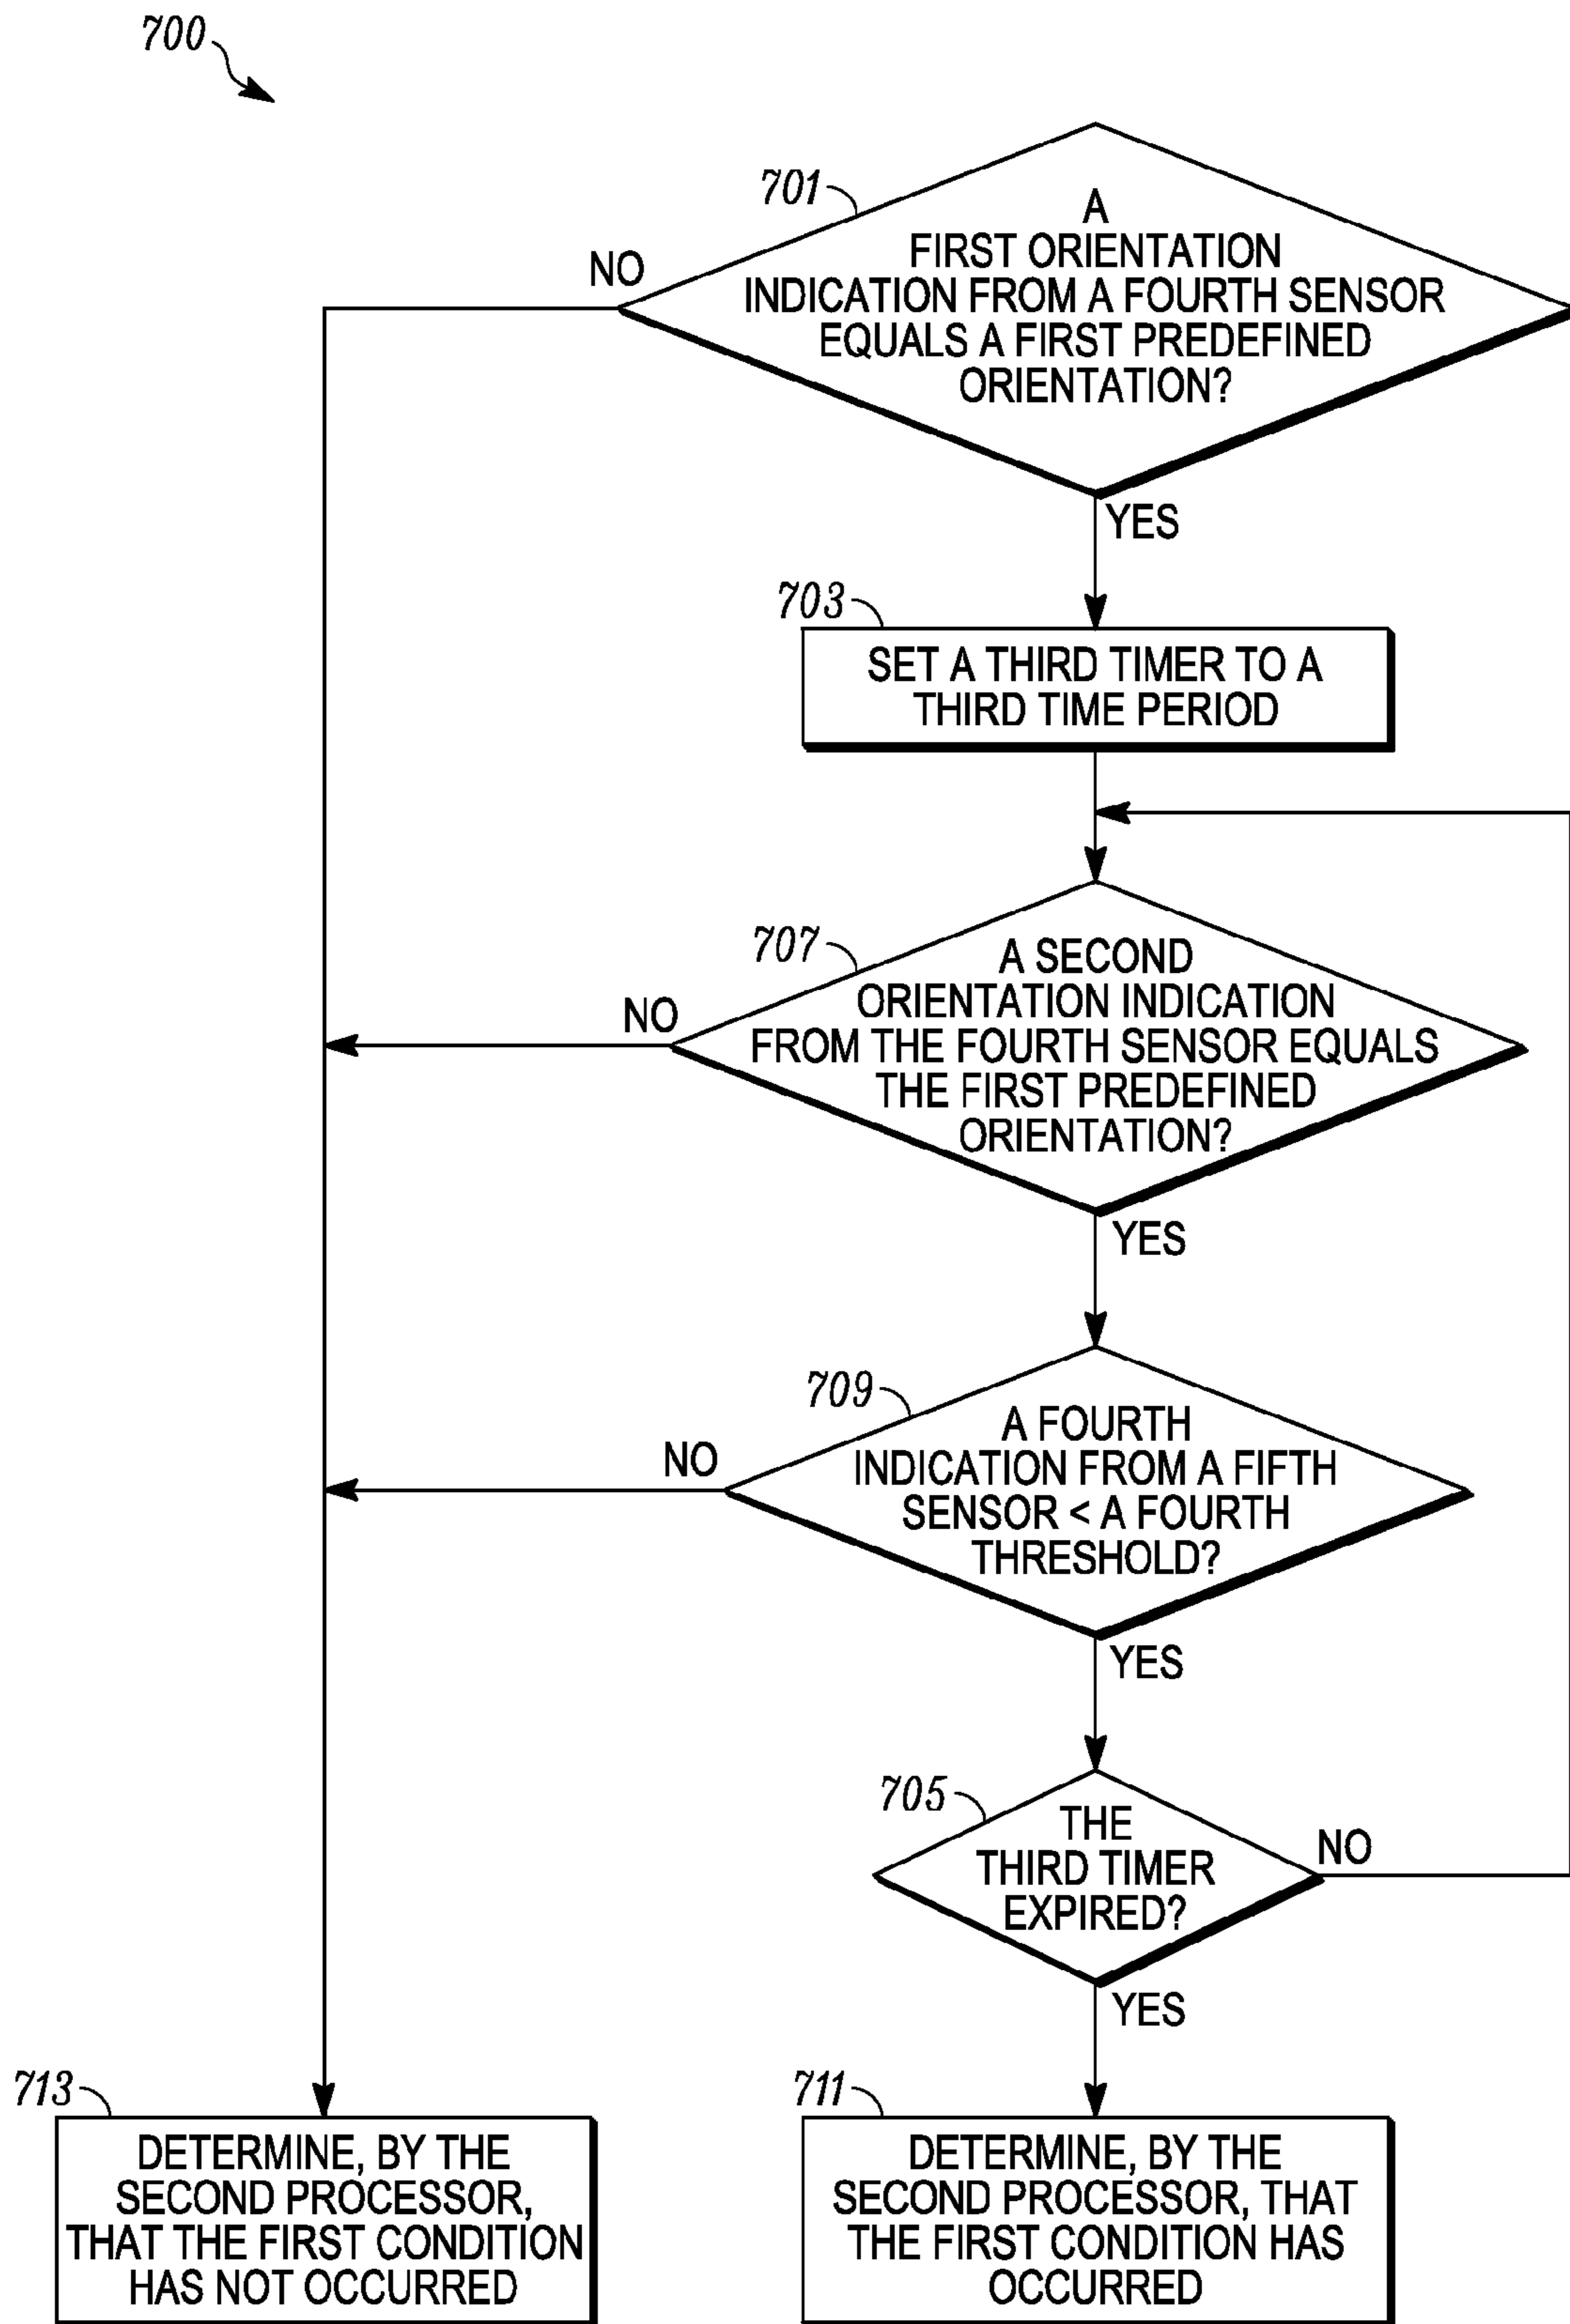 700
701
A
FIRST ORIENTATION
INDICATION FROM A FOURTH SENSOR
EQUALS A FIRST PREDEFINED
ORIENTATION?
NO
YES
703
SET A THIRD TIMER TO A
THIRD TIME PERIOD
707
A SECOND
ORIENTATION INDICATION
FROM THE FOURTH SENSOR EQUALS
THE FIRST PREDEFINED
ORIENTATION?
NO
YES
709
A FOURTH
INDICATION FROM A FIFTH
SENSOR < A FOURTH
THRESHOLD?
NO
YES
705
THE
THIRD TIMER
EXPIRED?
NO
YES
713
DETERMINE, BY THE
SECOND PROCESSOR,
THAT THE FIRST CONDITION
HAS NOT OCCURRED
711
DETERMINE, BY THE
SECOND PROCESSOR, THAT
THE FIRST CONDITION HAS
OCCURRED